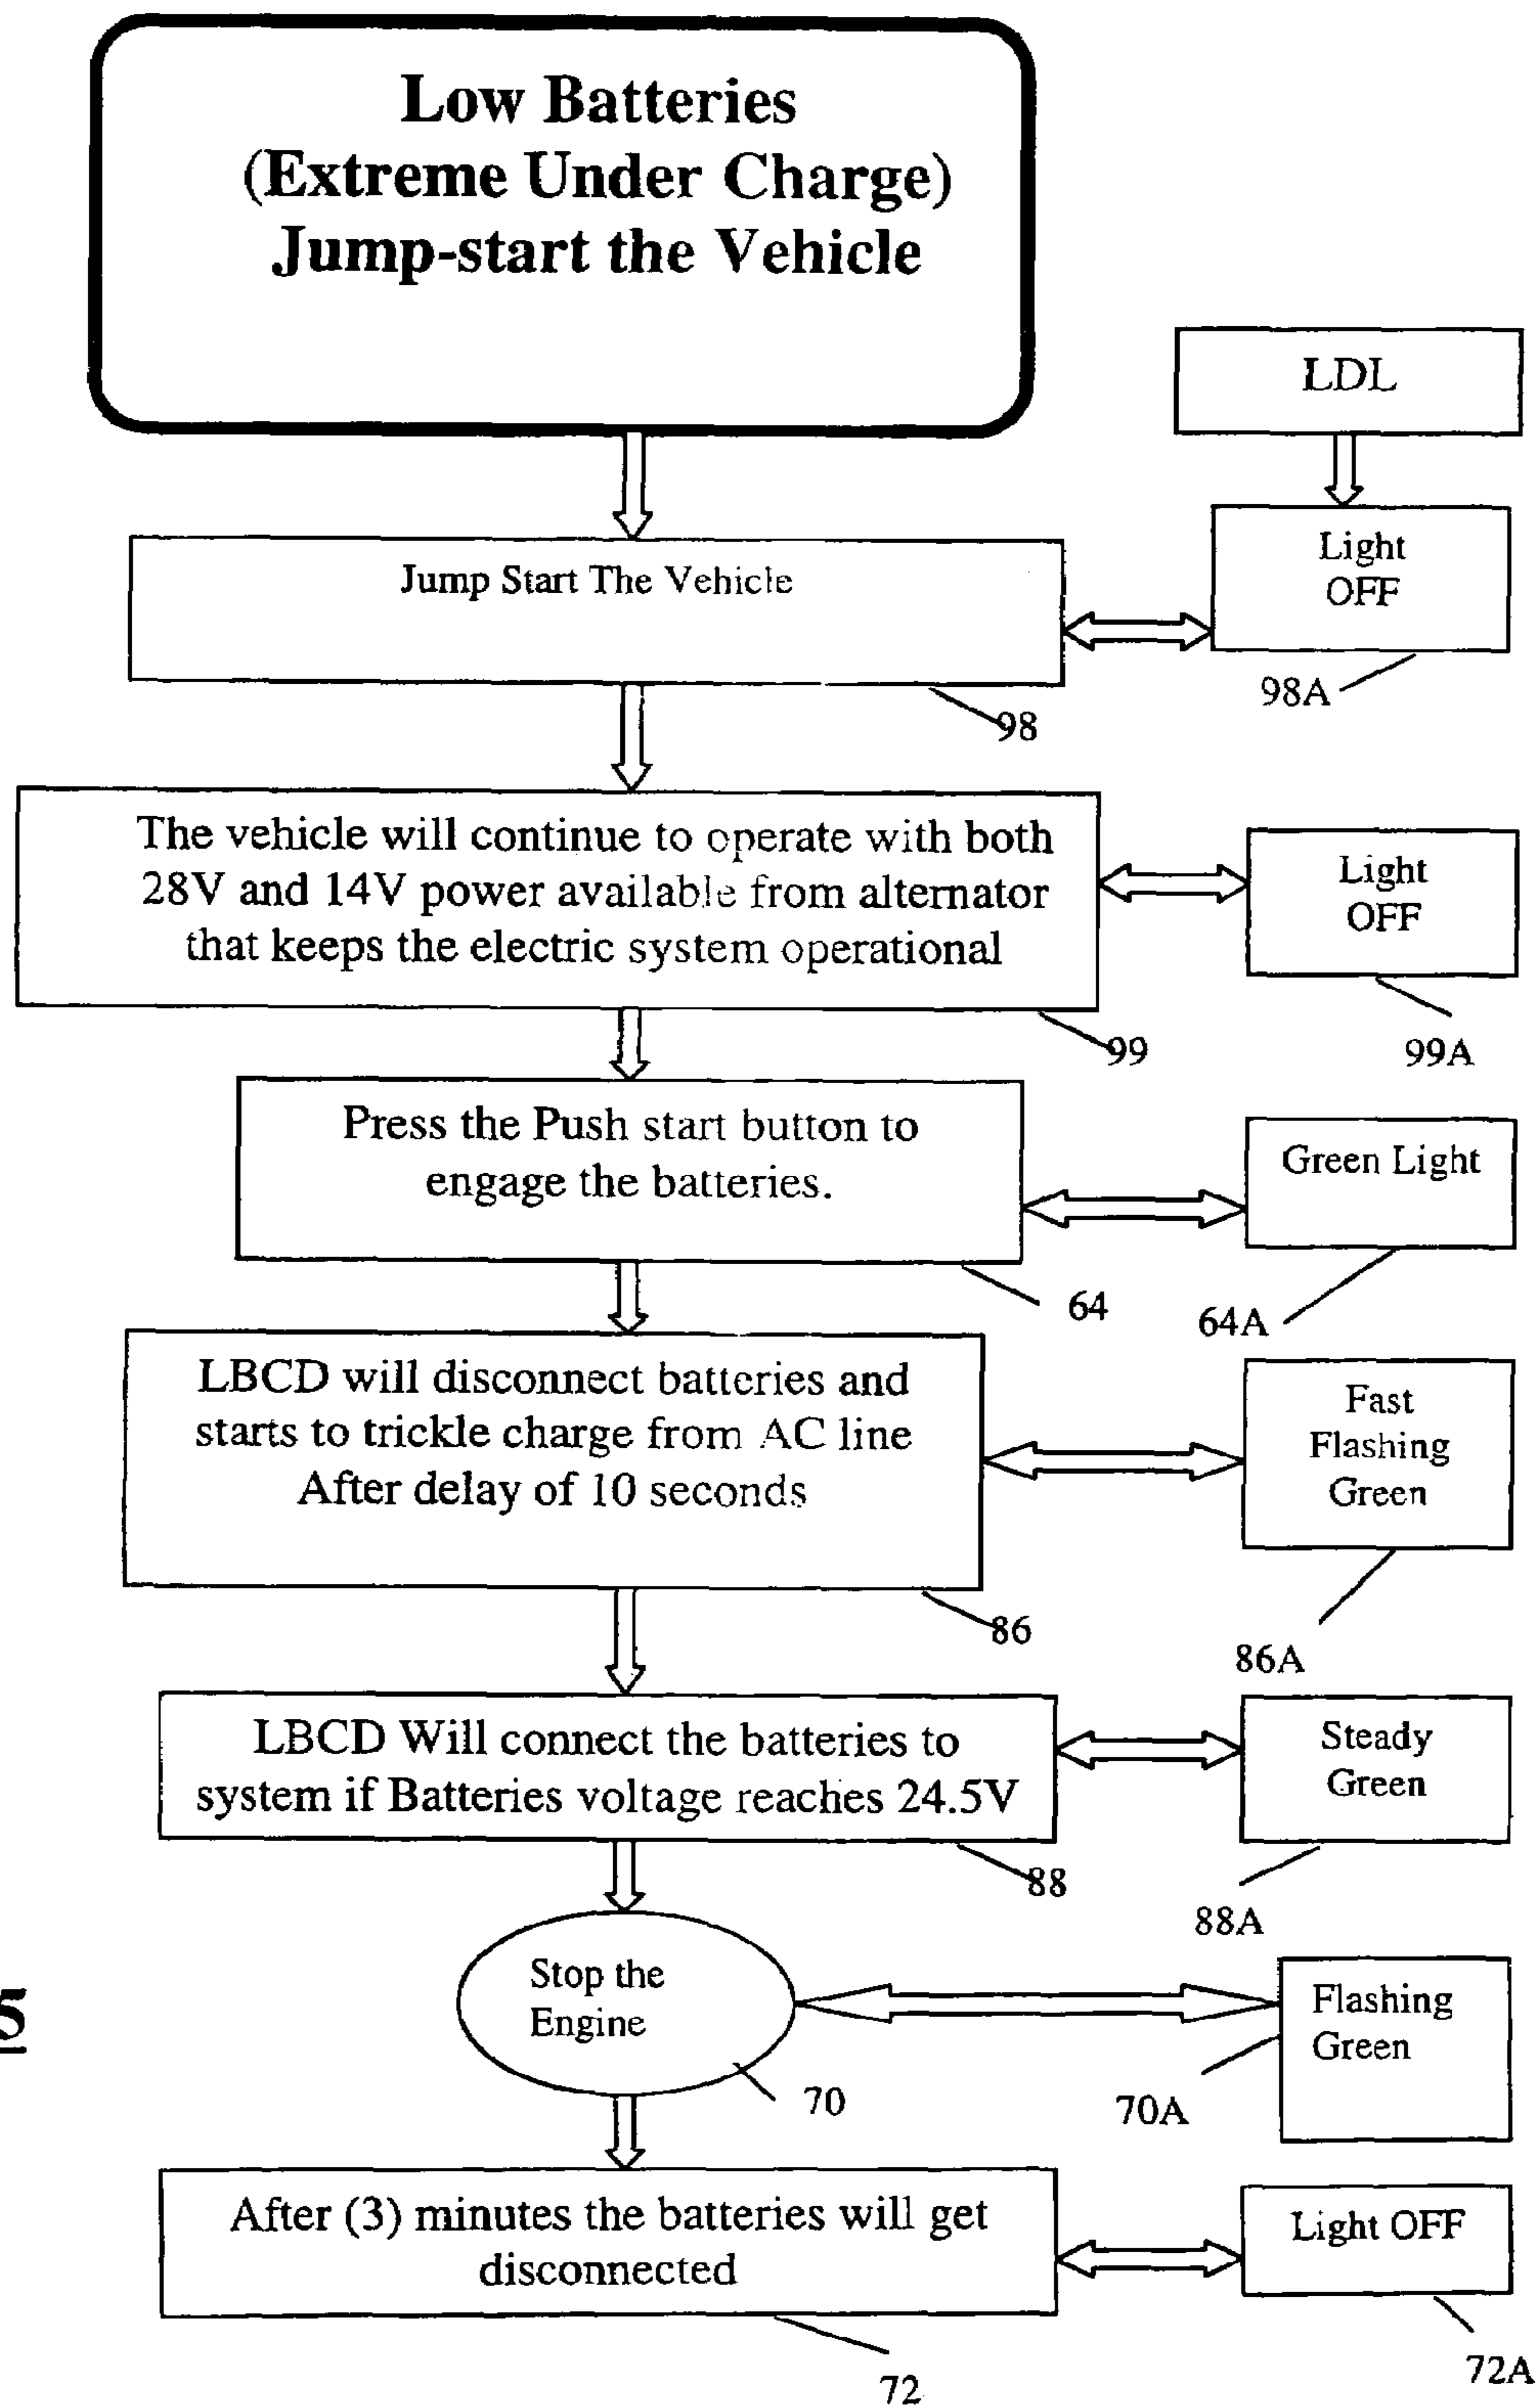 Low Batteries
(Extreme Under Charge)
Jump-start the Vehicle
LDL
Jump Start The Vehicle
Light
OFF
98A
98
The vehicle will continue to operate with both
28V and 14V power available from alternator
that keeps the electric system operational
Light
OFF
99
99A
Press the Push start button to
engage the batteries.
Green Light
64
64A
LBCD will disconnect batteries and
starts to trickle charge from AC line
After delay of 10 seconds
Fast
Flashing
Green
86
86A
LBCD Will connect the batteries to
system if Batteries voltage reaches 24.5V
Steady
Green
88
88A
Stop the
Engine
Flashing
Green
70
70A
5
After (3) minutes the batteries will get
disconnected
Light OFF
72
72A